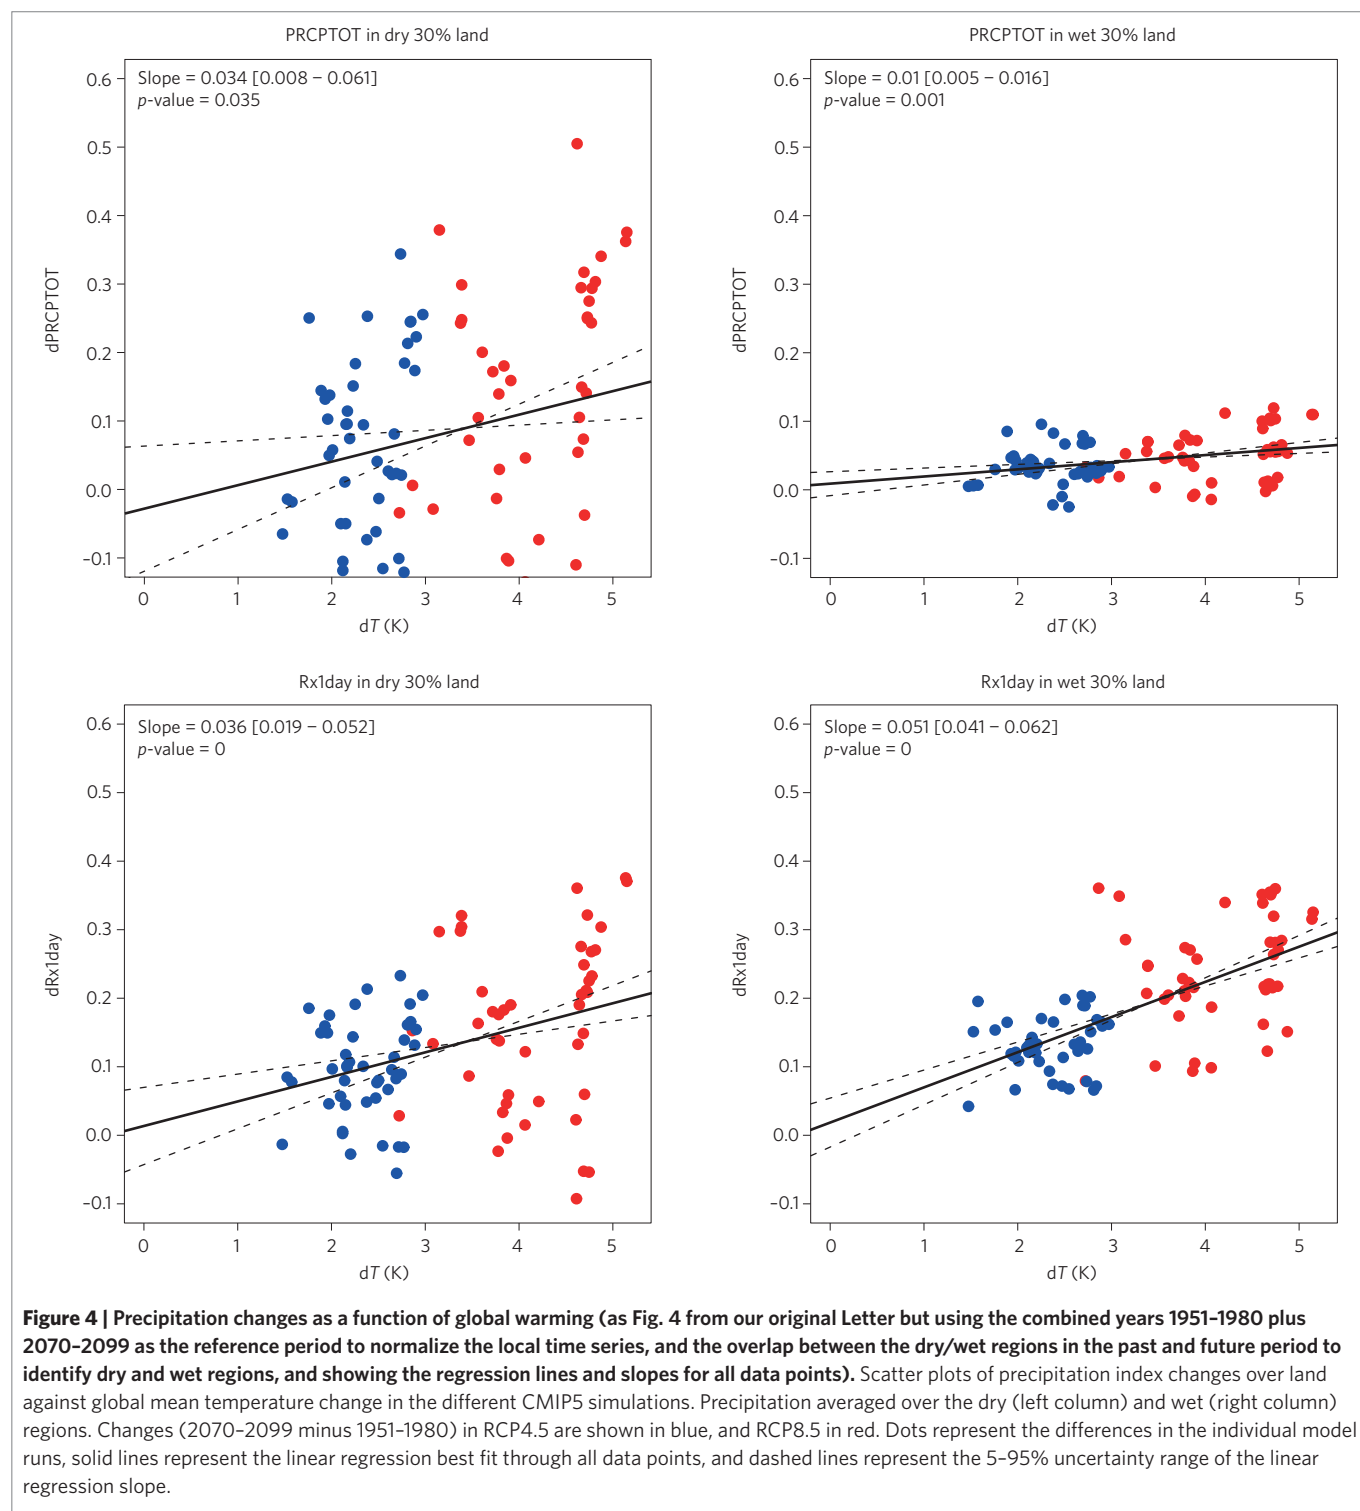 PRCPTOT in dry 30% land
Slope = 0.034 [0.008 − 0.061]
p-value = 0.035
0.6
0.5
0.4
0.3
0.2
0.1
0.0
−0.1
dPRCPTOT
0 1 2 3 4 5
dT (K)
PRCPTOT in wet 30% land
Slope = 0.01 [0.005 − 0.016]
p-value = 0.001
0.6
0.5
0.4
0.3
0.2
0.1
0.0
−0.1
dPRCPTOT
0 1 2 3 4 5
dT (K)
Rx1day in dry 30% land
Slope = 0.036 [0.019 − 0.052]
p-value = 0
0.6
0.5
0.4
0.3
0.2
0.1
0.0
−0.1
dRx1day
0 1 2 3 4 5
dT (K)
Rx1day in wet 30% land
Slope = 0.051 [0.041 − 0.062]
p-value = 0
0.6
0.5
0.4
0.3
0.2
0.1
0.0
−0.1
dRx1day
0 1 2 3 4 5
dT (K)
Figure 4 | Precipitation changes as a function of global warming (as Fig. 4 from our original Letter but using the combined years 1951–1980 plus
2070–2099 as the reference period to normalize the local time series, and the overlap between the dry/wet regions in the past and future period to
identify dry and wet regions, and showing the regression lines and slopes for all data points). Scatter plots of precipitation index changes over land
against global mean temperature change in the different CMIP5 simulations. Precipitation averaged over the dry (left column) and wet (right column)
regions. Changes (2070–2099 minus 1951–1980) in RCP4.5 are shown in blue, and RCP8.5 in red. Dots represent the differences in the individual model
runs, solid lines represent the linear regression best fit through all data points, and dashed lines represent the 5–95% uncertainty range of the linear
regression slope.